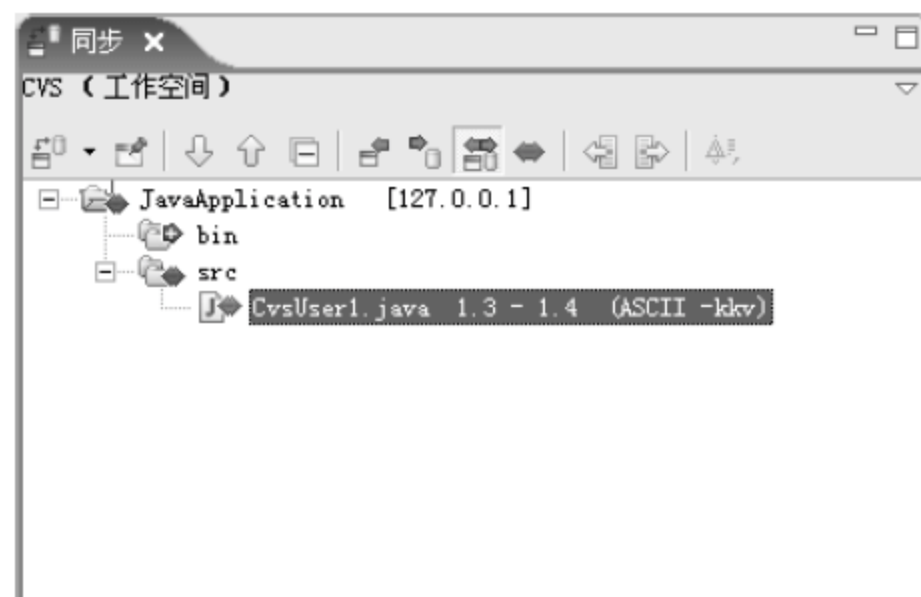 同步
CVS (工作空间)
JavaApplication [127.0.0.1]
bin
src
CvsUser1.java 1.3 - 1.4 (ASCII -kkv)